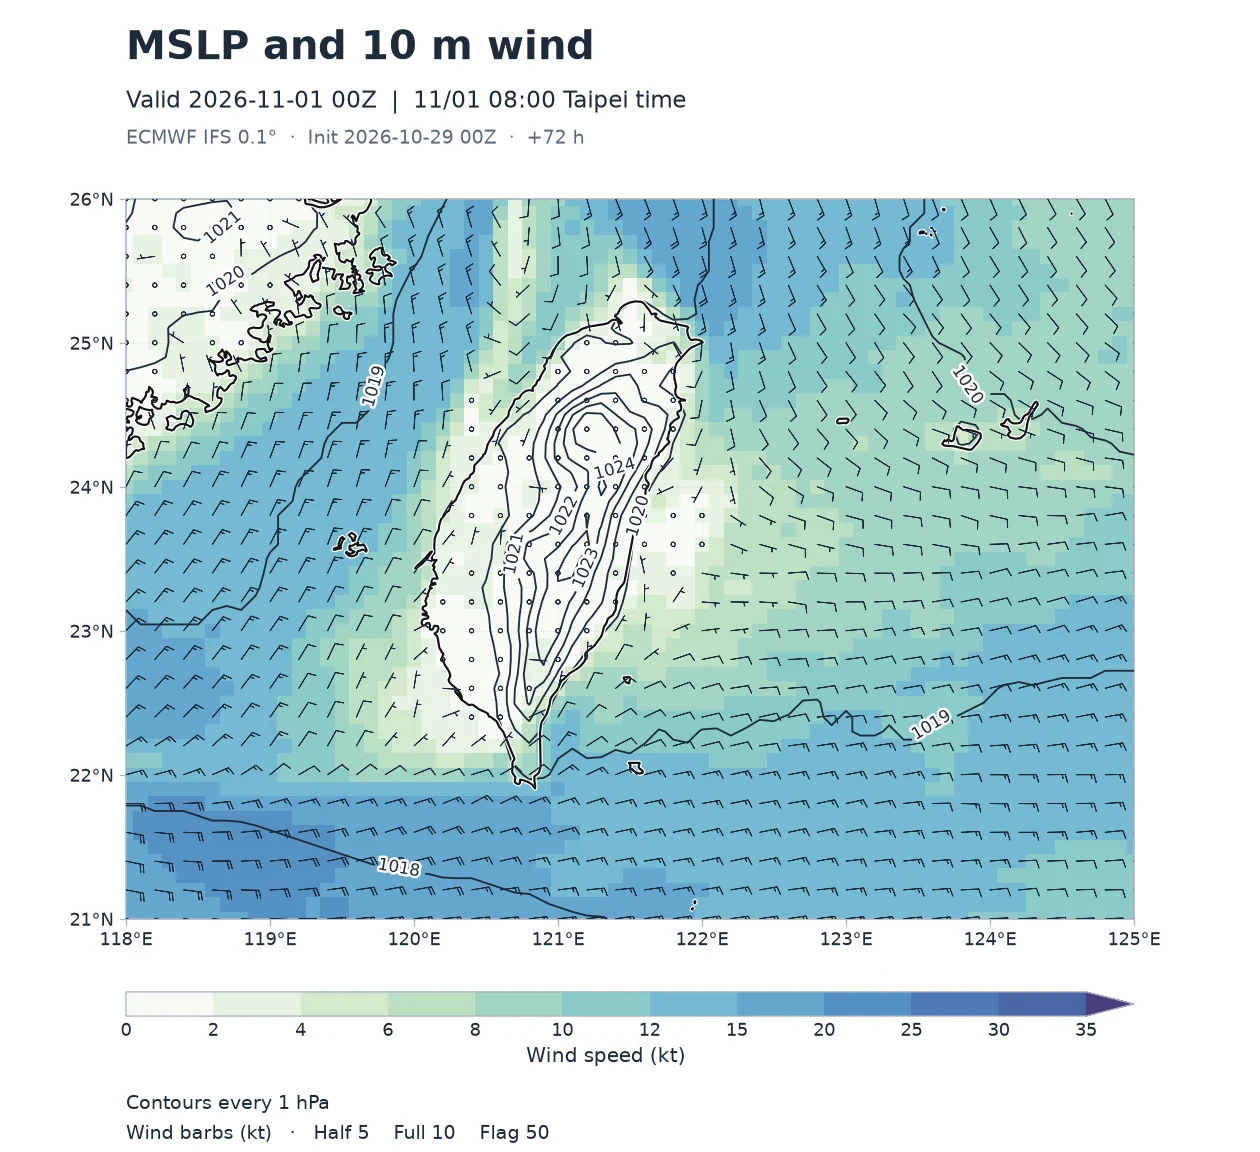 MSLP and 10 m wind
Valid 2026-11-01 00Z | 11/01 08:00 Taipei time
ECMWF IFS 0.1° · Init 2026-10-29 00Z · +72 h
26°N
25°N
24°N
23°N
22°N
21°N
1021
1020
1019
1020
1024
1022
1020
1021
1023
1019
1018
118°E 119°E 120°E 121°E 122°E 123°E 124°E 125°E
0 2 4 6 8 10 12 15 20 25 30 35
Wind speed (kt)
Contours every 1 hPa
Wind barbs (kt) · Half 5 Full 10 Flag 50